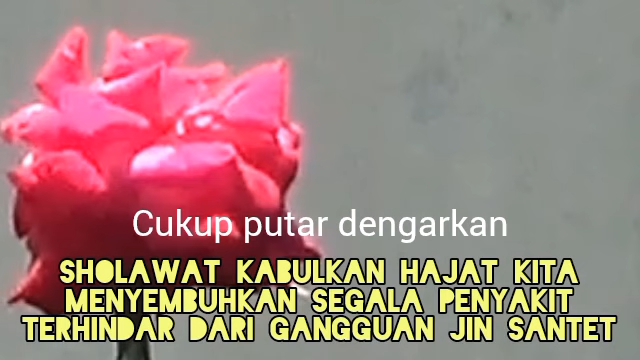 Cukup putar dengarkan
SHOLAWAT KABULKAN HAJAT KITA
MENYEMBUHKAN SEGALA PENYAKIT
TERHINDAR DARI GANGGUAN JIN SANTET